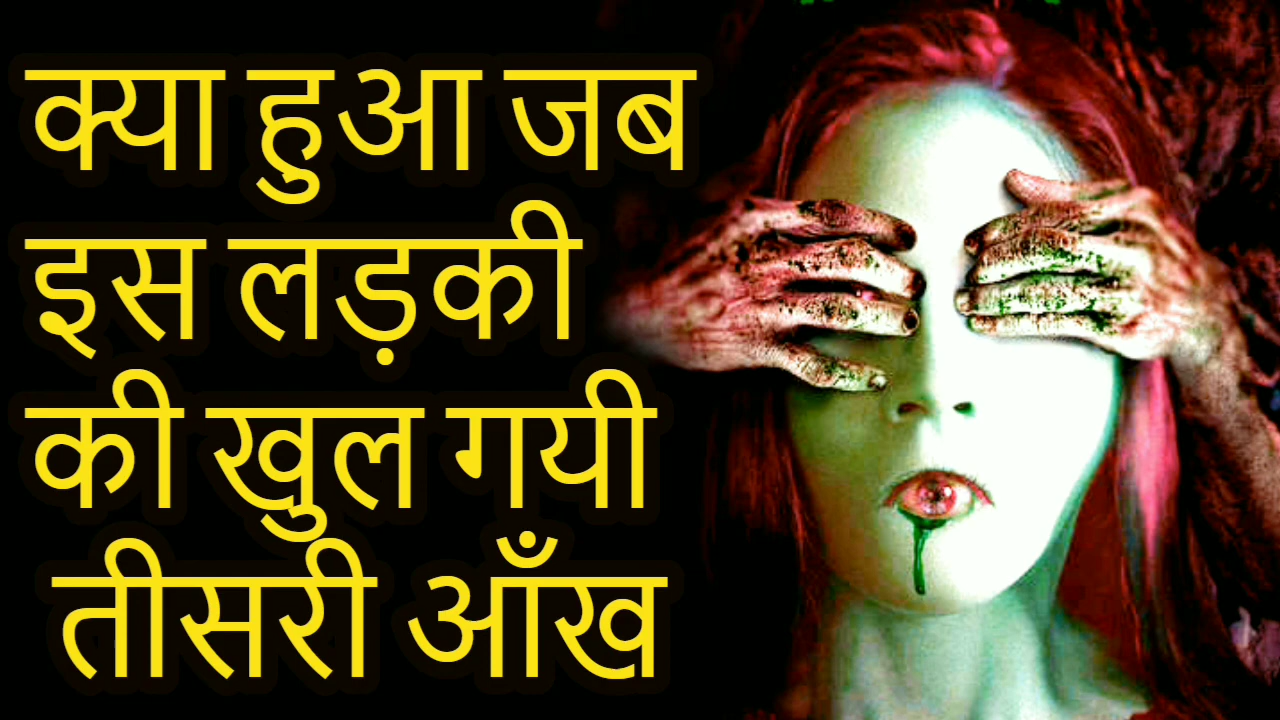 क्या हुआ जब
इस लड़की
की खुल गयी
तीसरी आँख